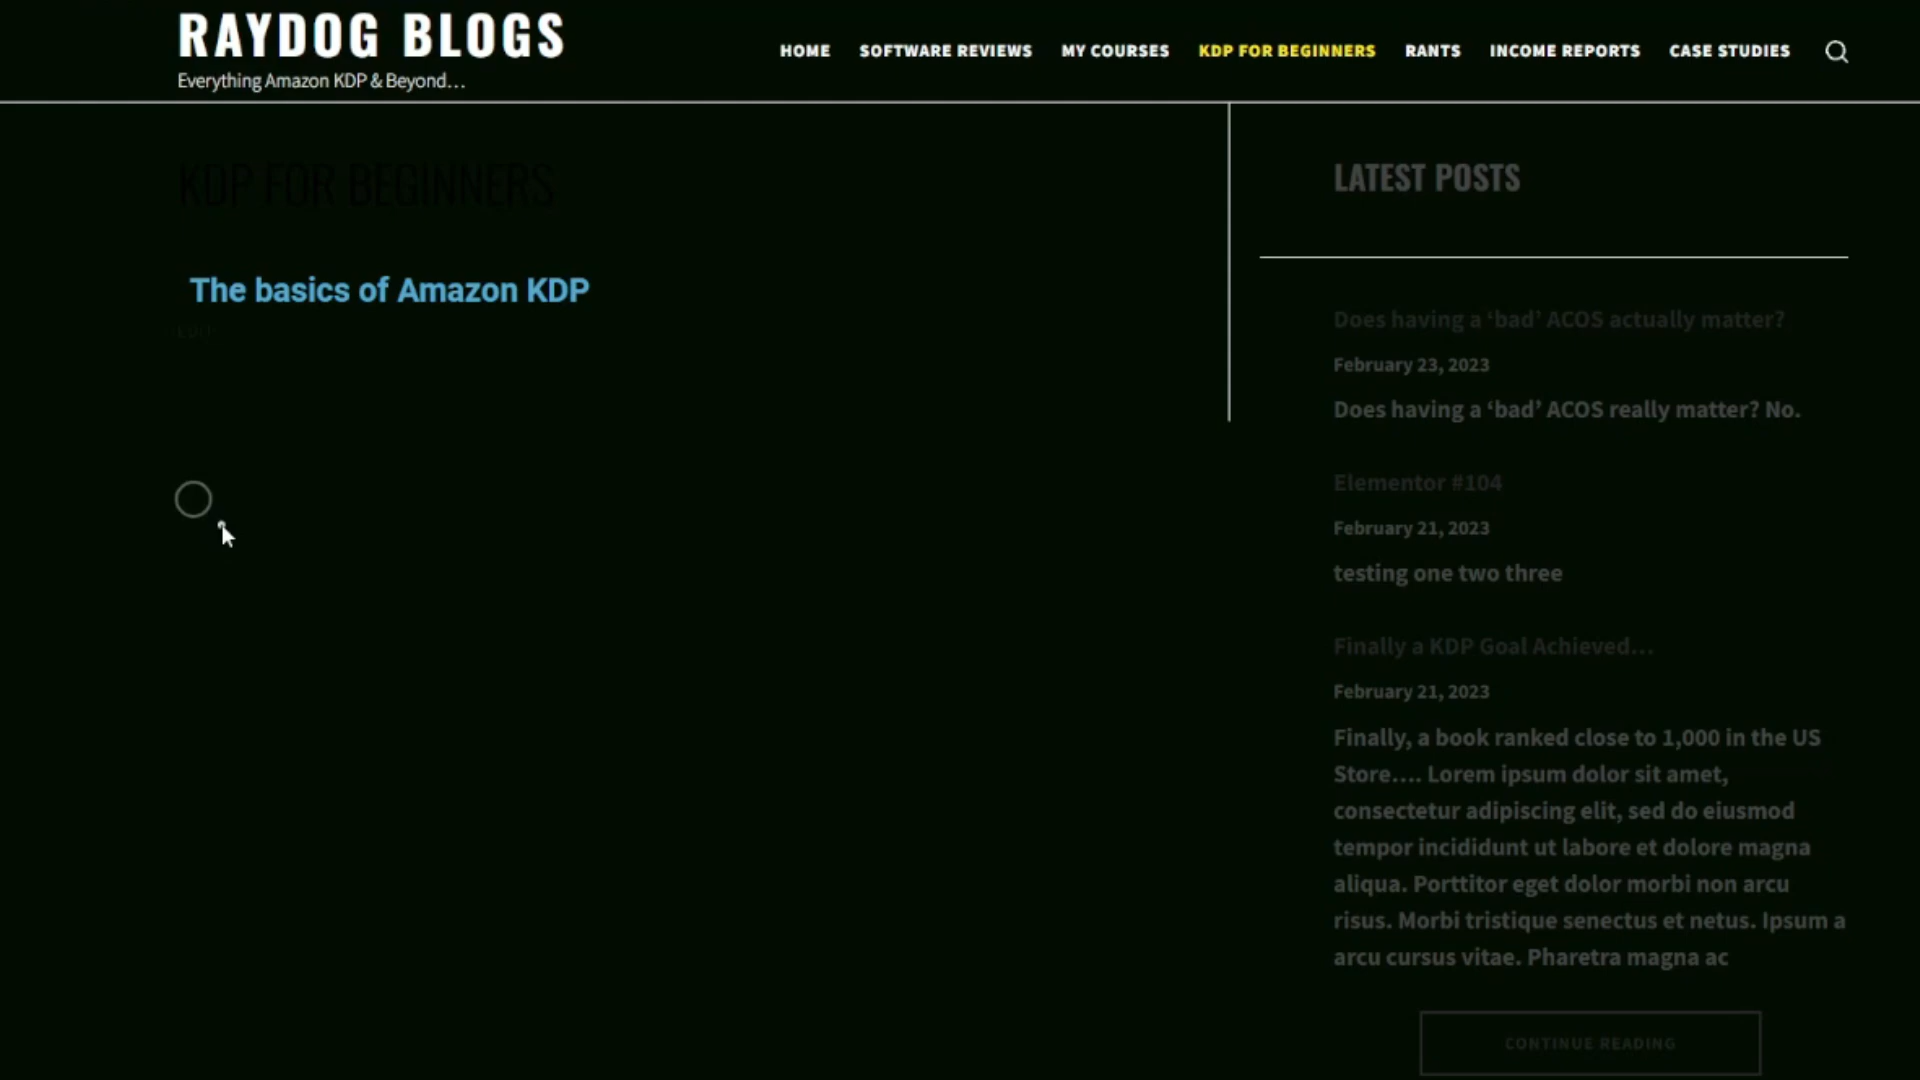 RAYDOG BLOGS
Everything Amazon KDP & Beyond...
HOME SOFTWARE REVIEWS MY COURSES KDP FOR BEGINNERS RANTS INCOME REPORTS CASE STUDIES
KDP FOR BEGINNERS
The basics of Amazon KDP
EDIT
LATEST POSTS
Does having a ‘bad’ ACOS actually matter?
February 23, 2023
Does having a ‘bad’ ACOS really matter? No.
Elementor #104
February 21, 2023
testing one two three
Finally a KDP Goal Achieved…
February 21, 2023
Finally, a book ranked close to 1,000 in the US
Store…. Lorem ipsum dolor sit amet,
consectetur adipiscing elit, sed do eiusmod
tempor incididunt ut labore et dolore magna
aliqua. Porttitor eget dolor morbi non arcu
risus. Morbi tristique senectus et netus. Ipsum a
arcu cursus vitae. Pharetra magna ac
CONTINUE READING